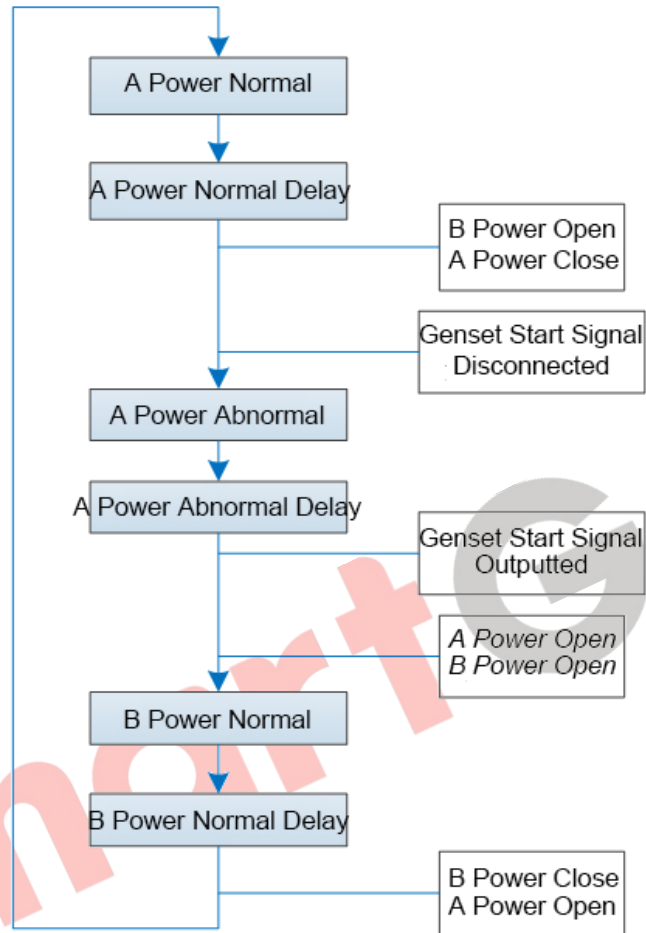 A Power Normal
A Power Normal Delay
B Power Open
A Power Close
Genset Start Signal
Disconnected
A Power Abnormal
A Power Abnormal Delay
Genset Start Signal
Outputted
A Power Open
B Power Open
B Power Normal
B Power Normal Delay
B Power Close
A Power Open
martG